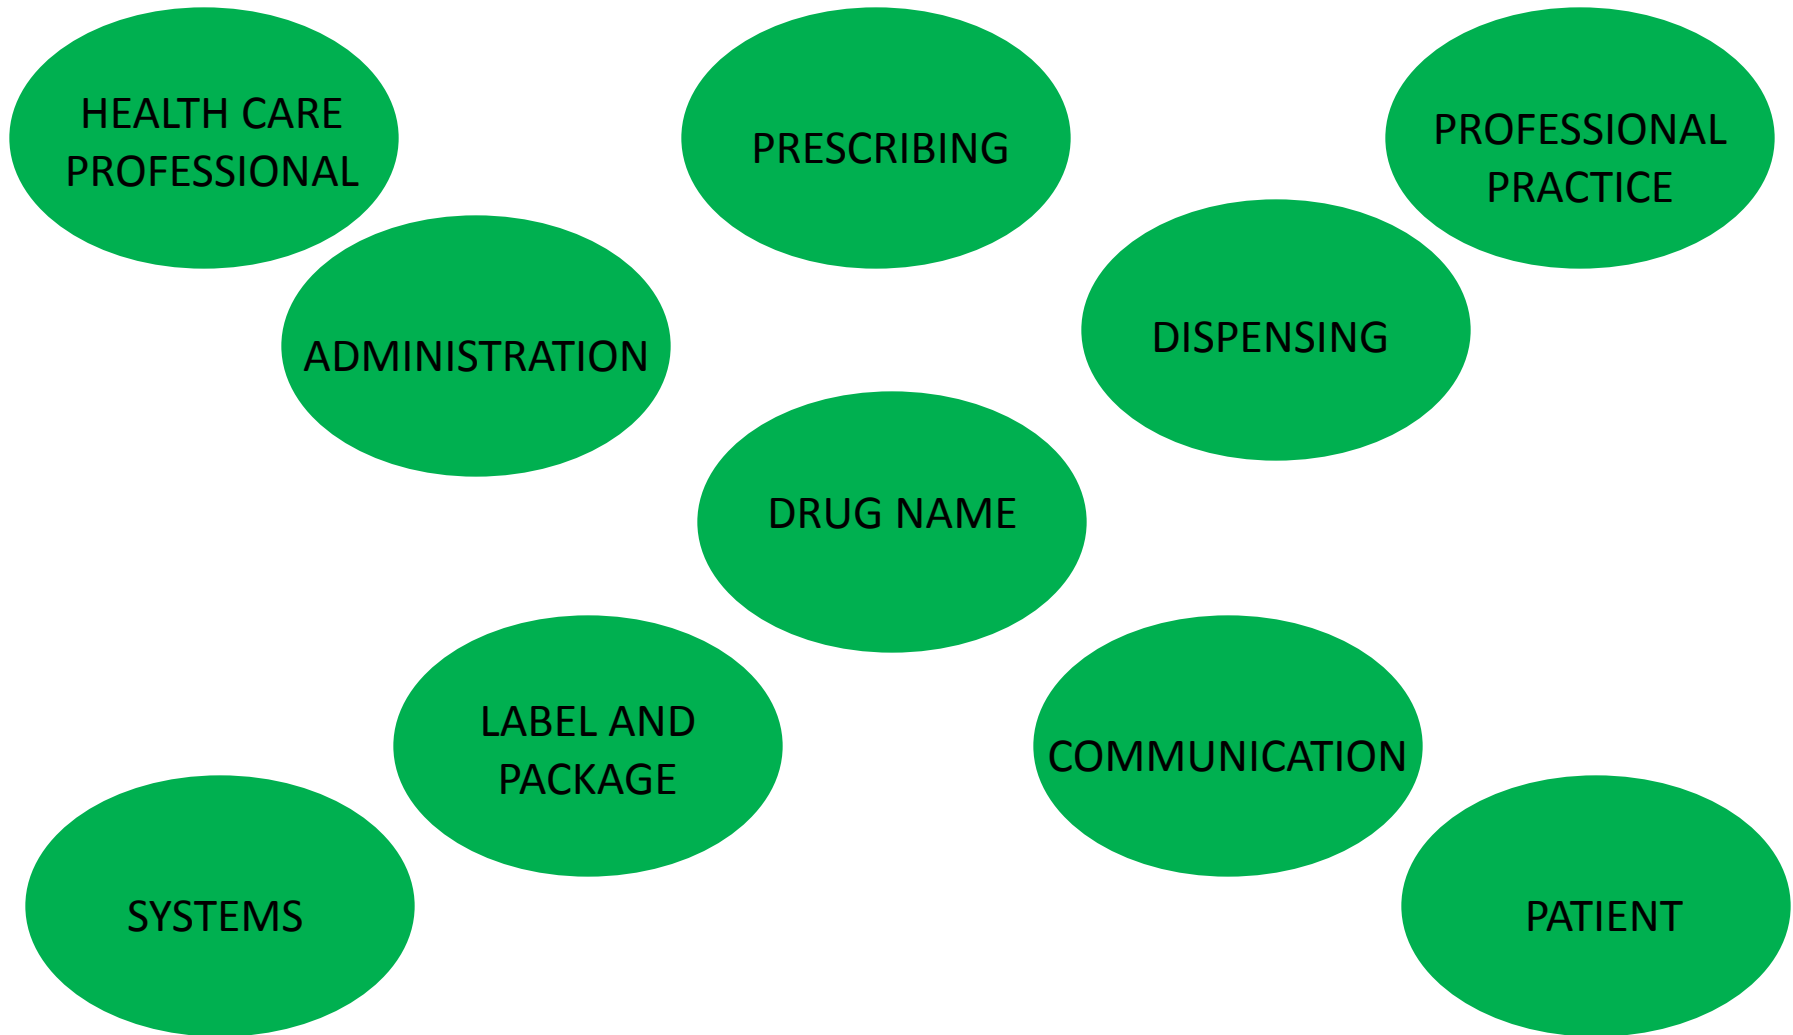 HEALTH CARE
PROFESSIONAL
PRESCRIBING
PROFESSIONAL
PRACTICE
ADMINISTRATION
DISPENSING
DRUG NAME
LABEL AND
PACKAGE
COMMUNICATION
SYSTEMS
PATIENT